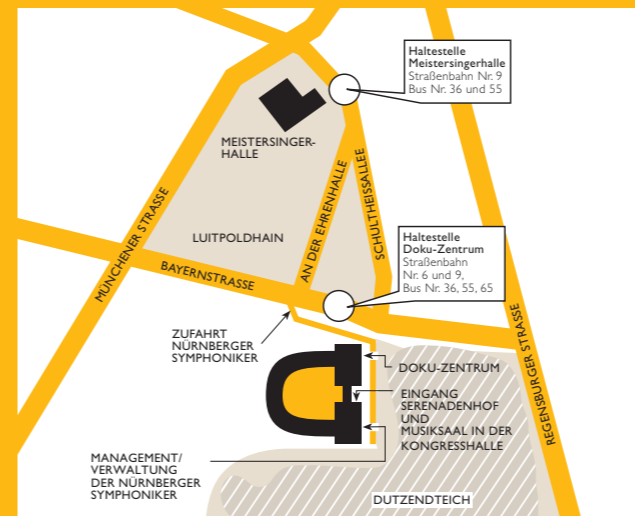 Haltestelle
Meistersingerhalle
Straßenbahn Nr. 9
Bus Nr. 36 und 55
MEISTERSINGER-
HALLE
MÜNCHENER STRASSE
AN DER EHRENHALLE
SCHULTHEISSALLEE
LUITPOLDHAIN
BAYERNSTRASSE
Haltestelle
Doku-Zentrum
Straßenbahn
Nr. 6 und 9,
Bus Nr. 36, 55, 65
REGENSBURGER STRASSE
ZUFAHRT
NÜRNBERGER
SYMPHONIKER
DOKU-ZENTRUM
EINGANG
SERENADENHOF
UND
MUSIKSAAL IN DER
KONGRESSHALLE
MANAGEMENT/
VERWALTUNG
DER NÜRNBERGER
SYMPHONIKER
DUTZENDTEICH